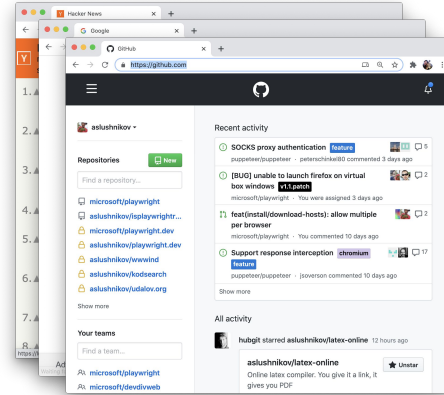 Hacker News
Google
GitHub
https://github.com
aslushnikov
Repositories
New
Find a repository...
microsoft/playwright
aslushnikov/isplaywrightr...
microsoft/playwright.dev
aslushnikov/playwright.dev
aslushnikov/wwwind
aslushnikov/kodsearch
aslushnikov/udalov.org
Show more
Your teams
Find a team...
microsoft/playwright
microsoft/devdivweb
Recent activity
SOCKS proxy authentication feature
5
puppeteer/puppeteer · peterschinkel80 commented 3 days ago
[BUG] unable to launch firefox on virtual
box windows v1.1.patch
2
microsoft/playwright · You were assigned 3 days ago
feat(install/download-hosts): allow multiple
per browser
2
microsoft/playwright · You commented 10 days ago
Support response interception chromium
feature
17
puppeteer/puppeteer · jsoverson commented 10 days ago
Show more
All activity
hubgit starred aslushnikov/latex-online 12 hours ago
aslushnikov/latex-online
Unstar
Online latex compiler. You give it a link, it
gives you PDF
Y
1.
2.
3.
4.
5.
6.
7.
8.
Ad